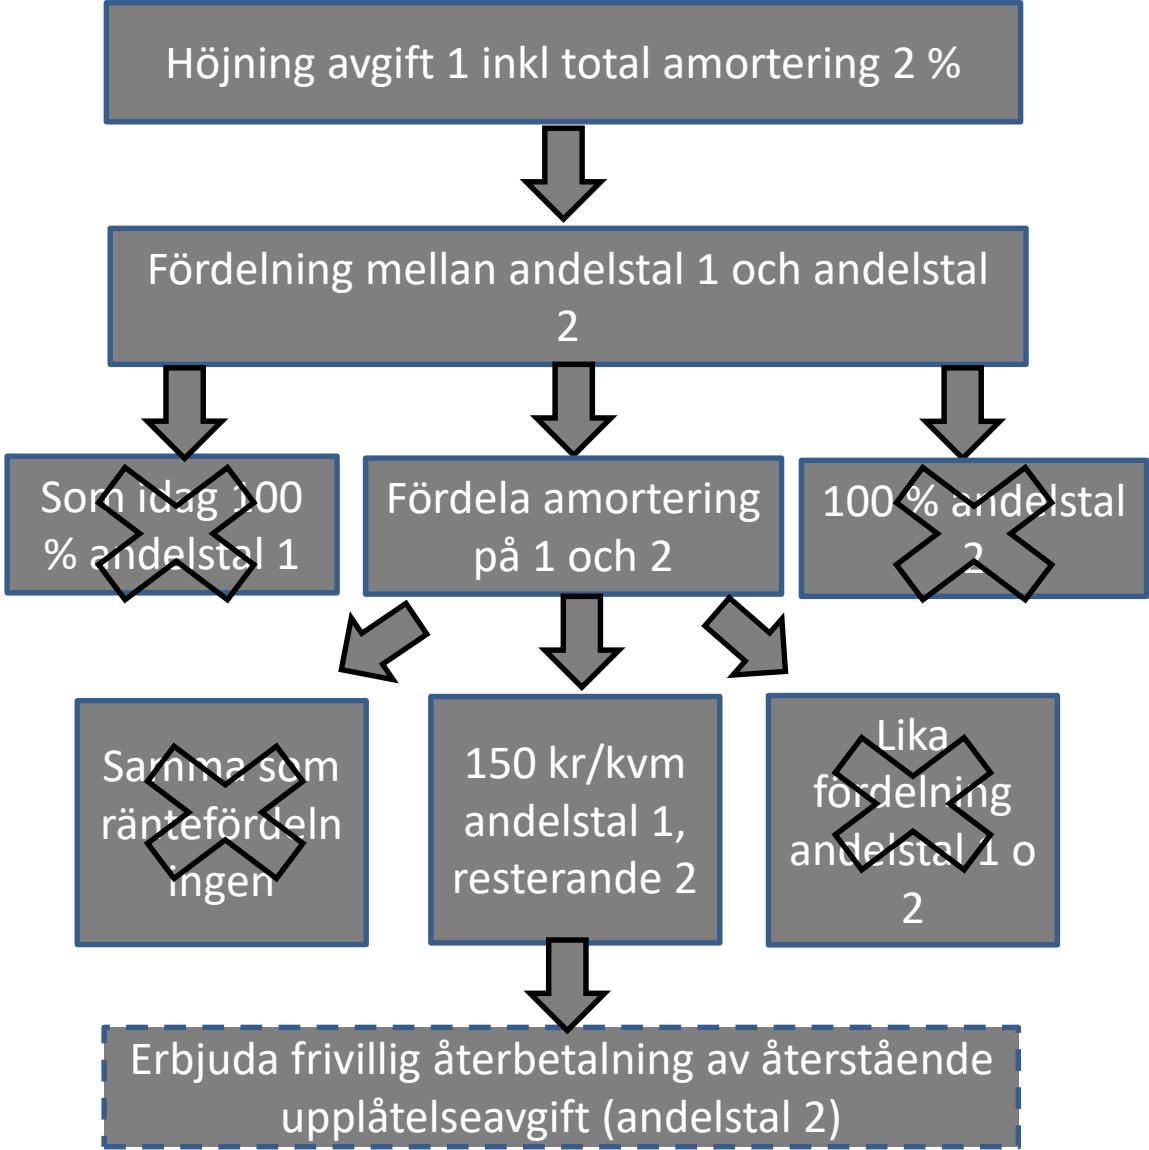 Höjning avgift 1 inkl total amortering 2 %
Fördelning mellan andelstal 1 och andelstal
2
Som idag 100
% andelstal 1
Fördela amortering
på 1 och 2
100 % andelstal
2
Samma som
räntefördeln
ingen
150 kr/kvm
andelstal 1,
resterande 2
Lika
fördelning
andelstal 1 o
2
Erbjuda frivillig återbetalning av återstående
upplåtelseavgift (andelstal 2)